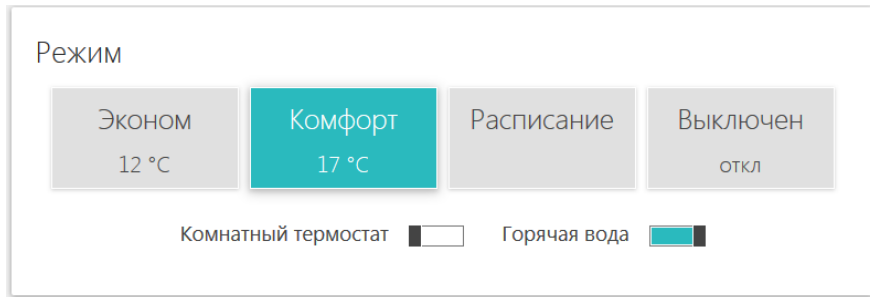 Режим
Эконом Комфорт Расписание Выключен
12 °C 17 °C откл
Комнатный термостат Горячая вода